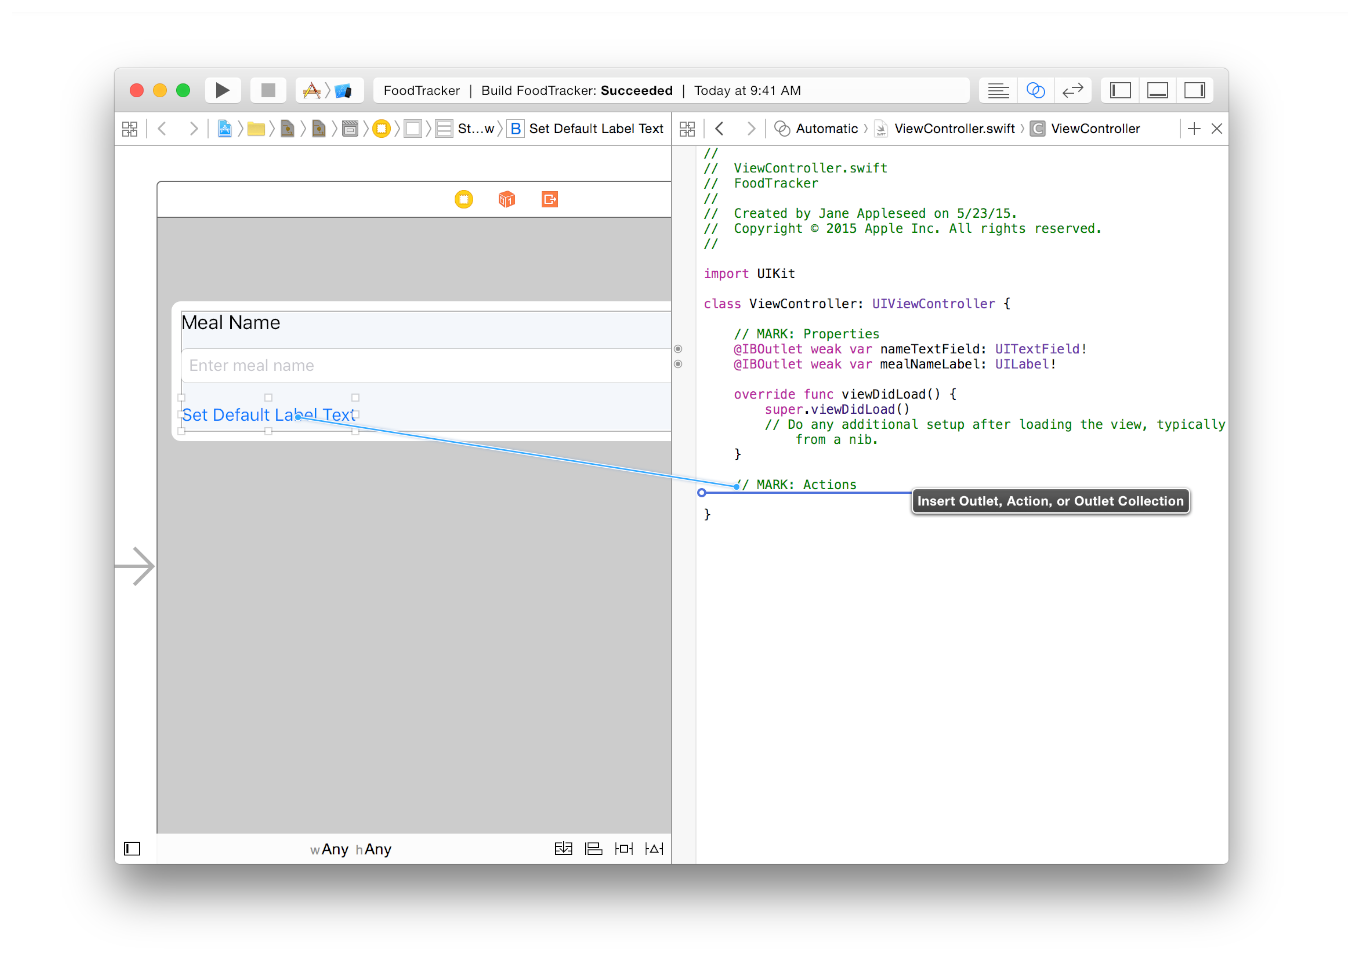 FoodTracker | Build FoodTracker: Succeeded | Today at 9:41 AM
St...w
B
Set Default Label Text
Automatic
ViewController.swift
C
ViewController
1
Meal Name
Enter meal name
Set Default Label Text
wAny hAny
//
// ViewController.swift
// FoodTracker
//
// Created by Jane Appleseed on 5/23/15.
// Copyright © 2015 Apple Inc. All rights reserved.
//
import UIKit
class ViewController: UIViewController {
// MARK: Properties
@IBOutlet weak var nameTextField: UITextField!
@IBOutlet weak var mealNameLabel: UILabel!
override func viewDidLoad() {
super.viewDidLoad()
// Do any additional setup after loading the view, typically
from a nib.
}
// MARK: Actions
Insert Outlet, Action, or Outlet Collection
}